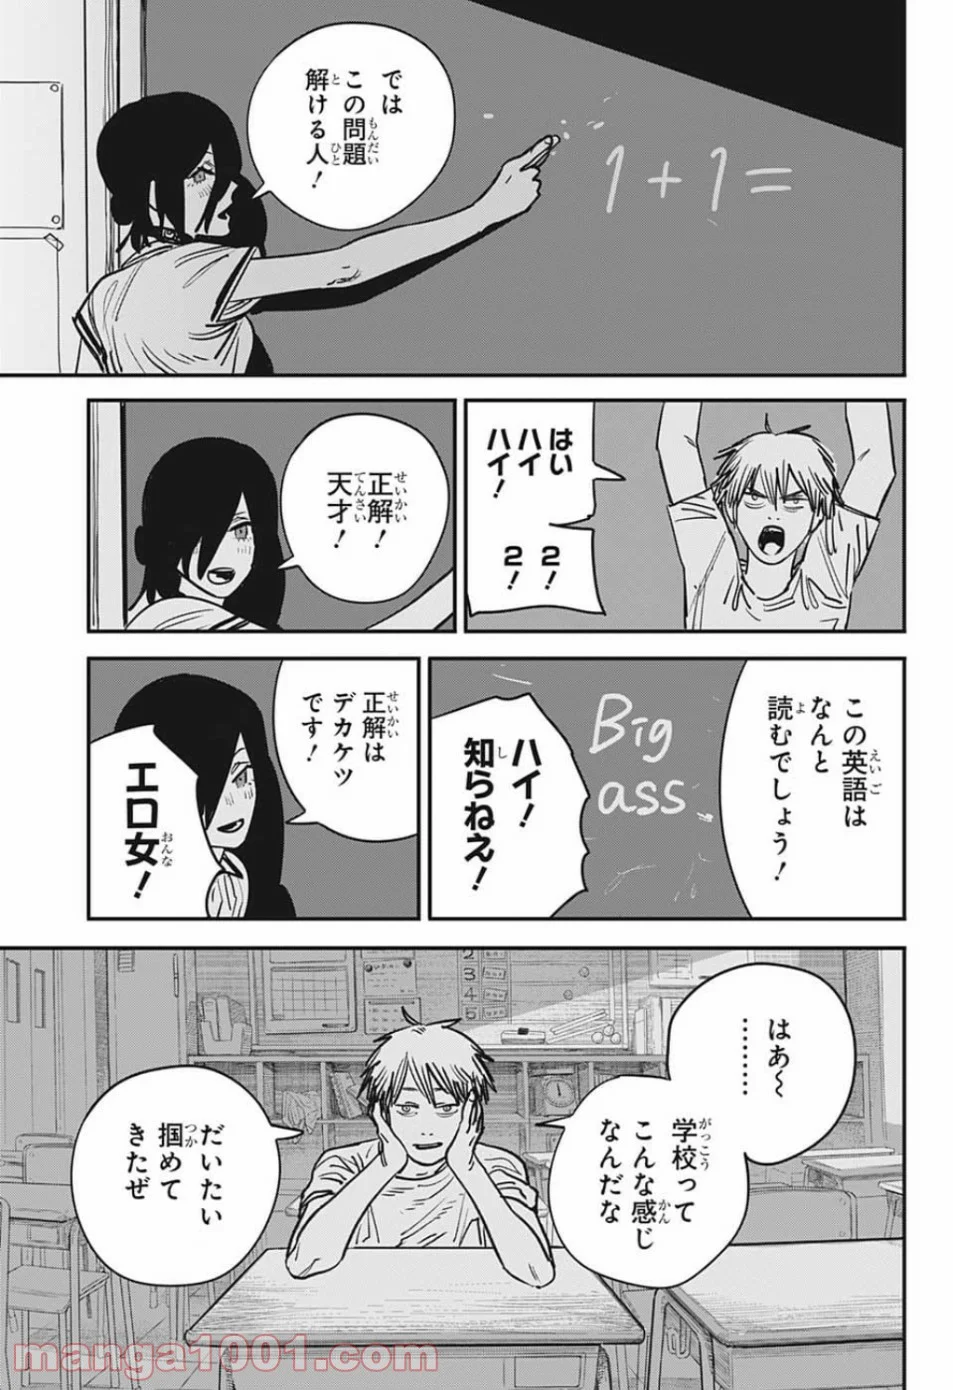 では
この問題
解ける人！
1+1=
はい
ハイ
ハイ！
2！
2！
正解！
天才！
この英語は
なんと
読むでしょう！
Big
ass
ハイ！
知らねえ！
正解は
デカケツ
です！
エロ女！
2
3
4
5
はあ〜
………
学校って
こんな感じ
なんだな
だいたい
掴めて
きたぜ
manga1001.com